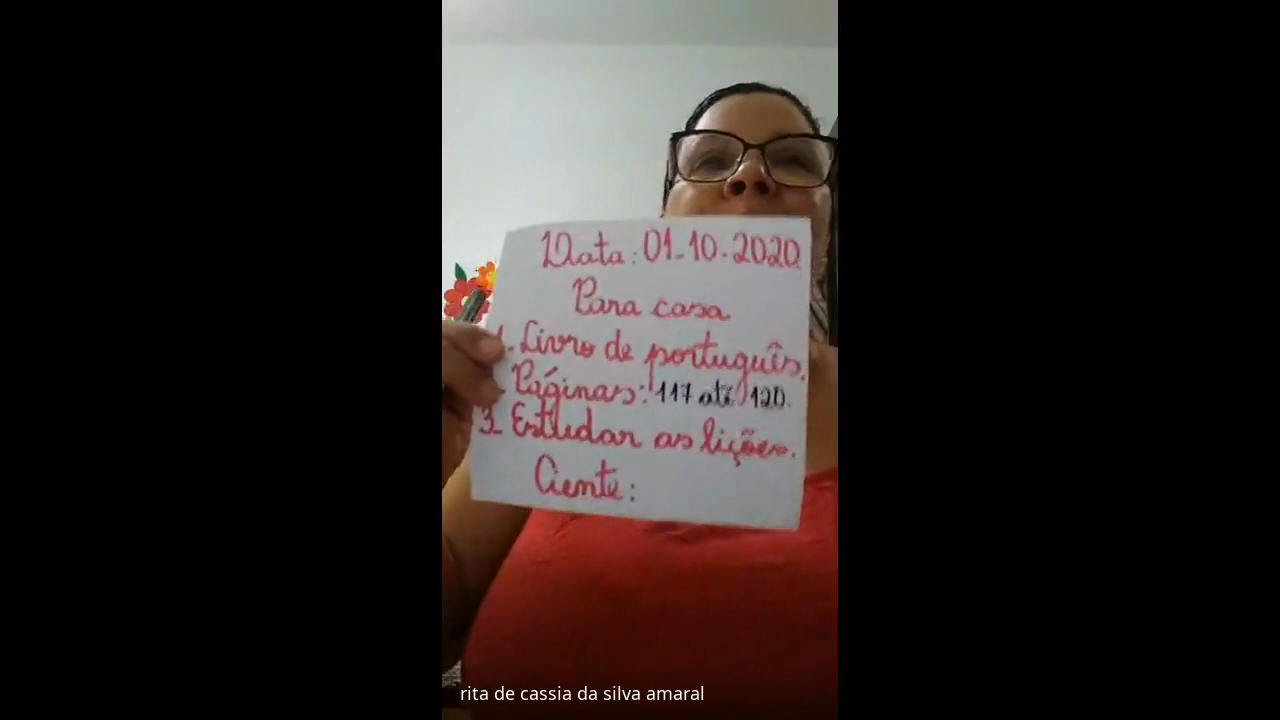 Data: 01-10-2020
Para casa
1. Livro de português.
Páginas: 117 até 120.
3- Estudar as lições.
Ciente:
rita de cassia da silva amaral